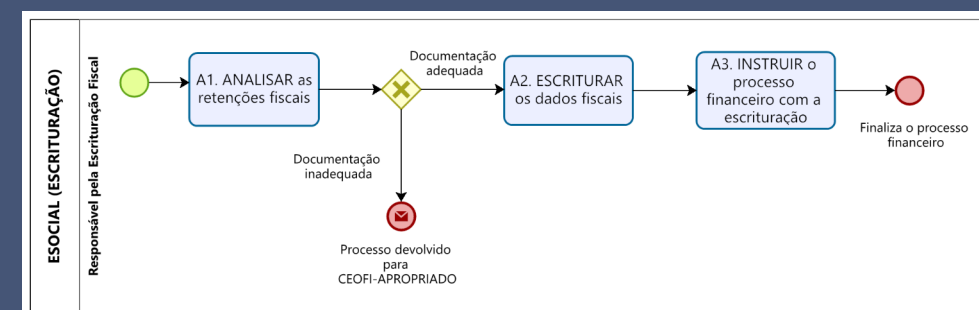 ESOCIAL (ESCRITURAÇÃO)
Responsável pela Escrituração Fiscal
A1. ANALISAR as
retenções fiscais
Documentação
adequada
A2. ESCRITURAR
os dados fiscais
A3. INSTRUIR o
processo
financeiro com a
escrituração
Finaliza o processo
financeiro
Documentação
inadequada
Processo devolvido
para
CEOFI-APROPRIADO